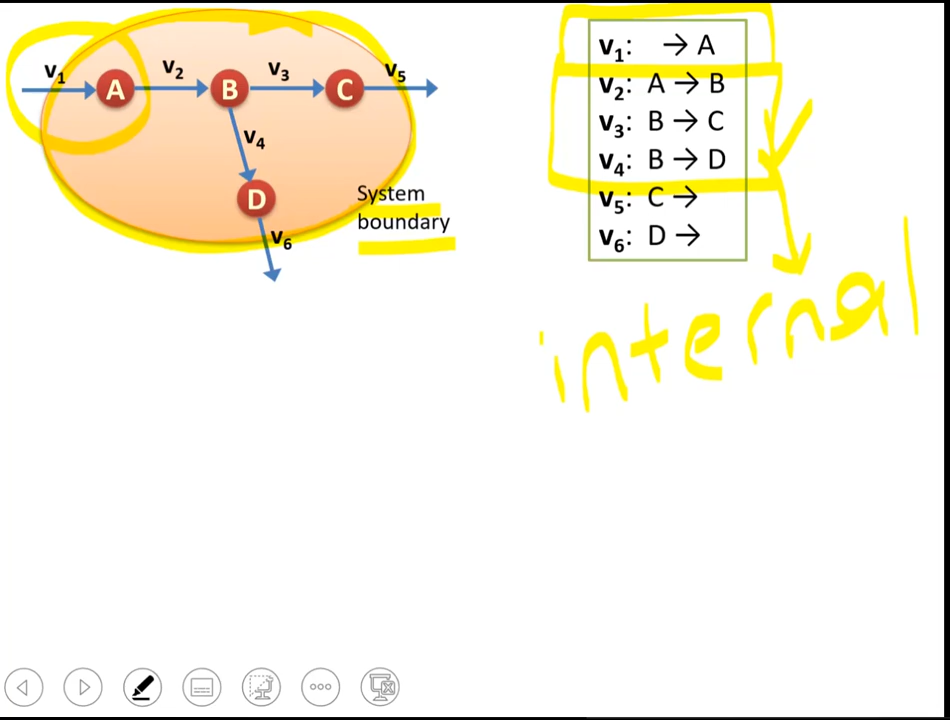 v₁ v₂ v₃ v₅
A B C
v₄
D
v₆
System
boundary
v₁: → A
v₂: A → B
v₃: B → C
v₄: B → D
v₅: C →
v₆: D →
internal